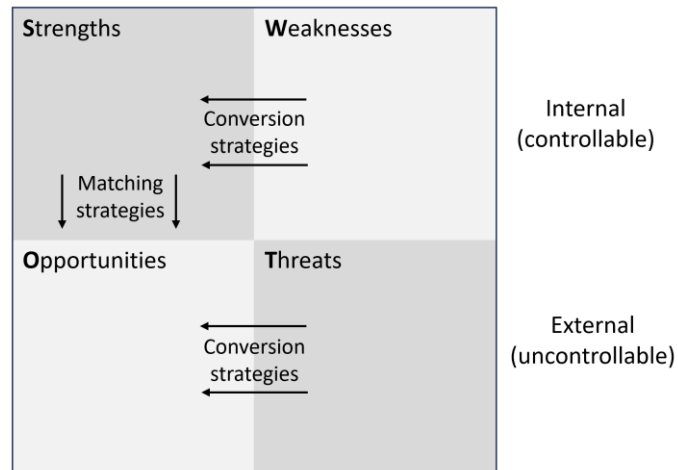 Strengths
Weaknesses
Conversion
strategies
Internal
(controllable)
Matching
strategies
Opportunities
Threats
Conversion
strategies
External
(uncontrollable)